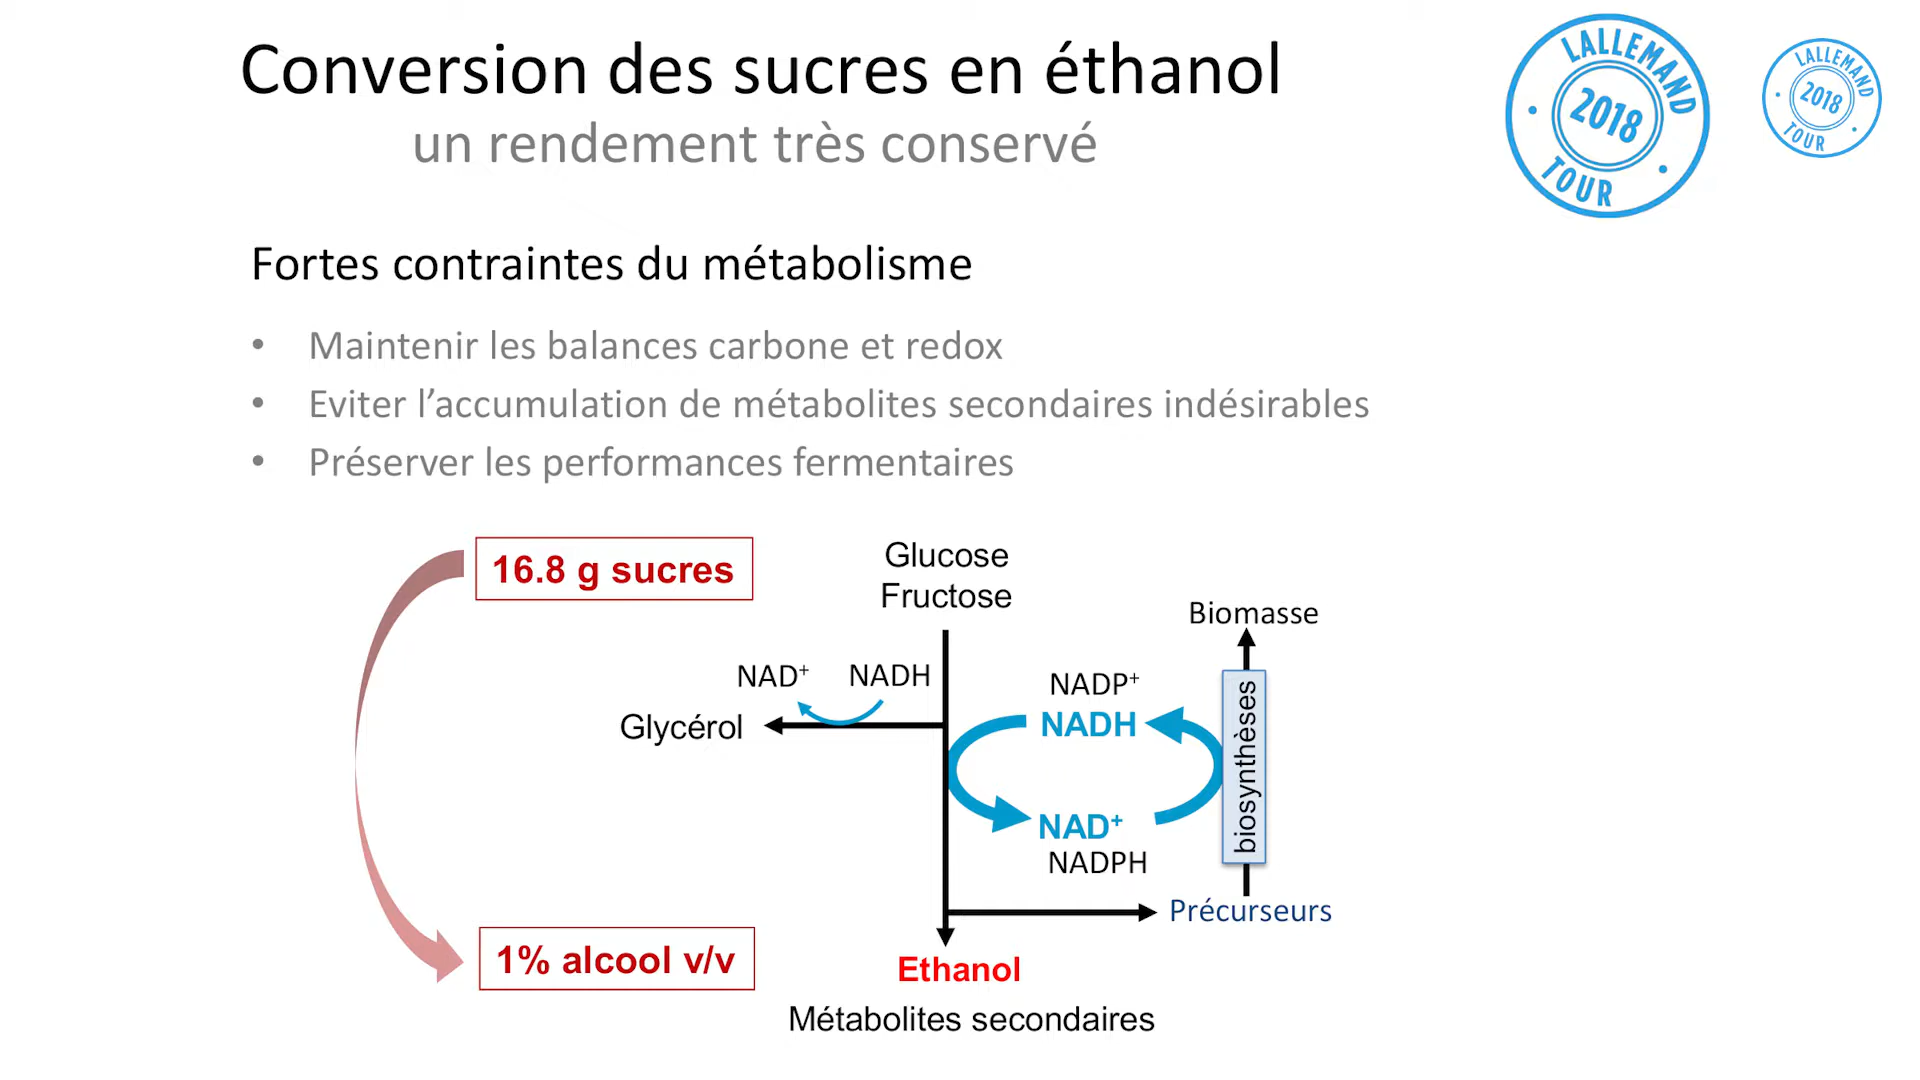 Conversion des sucres en éthanol
un rendement très conservé
LALLEMAND
2018
TOUR
LALLEMAND
2018
TOUR
Fortes contraintes du métabolisme
• Maintenir les balances carbone et redox
• Eviter l’accumulation de métabolites secondaires indésirables
• Préserver les performances fermentaires
16.8 g sucres
Glucose
Fructose
Biomasse
NAD⁺
NADH
NADP⁺
Glycérol
NADH
biosynthèses
NAD⁺
NADPH
Précurseurs
1% alcool v/v
Ethanol
Métabolites secondaires